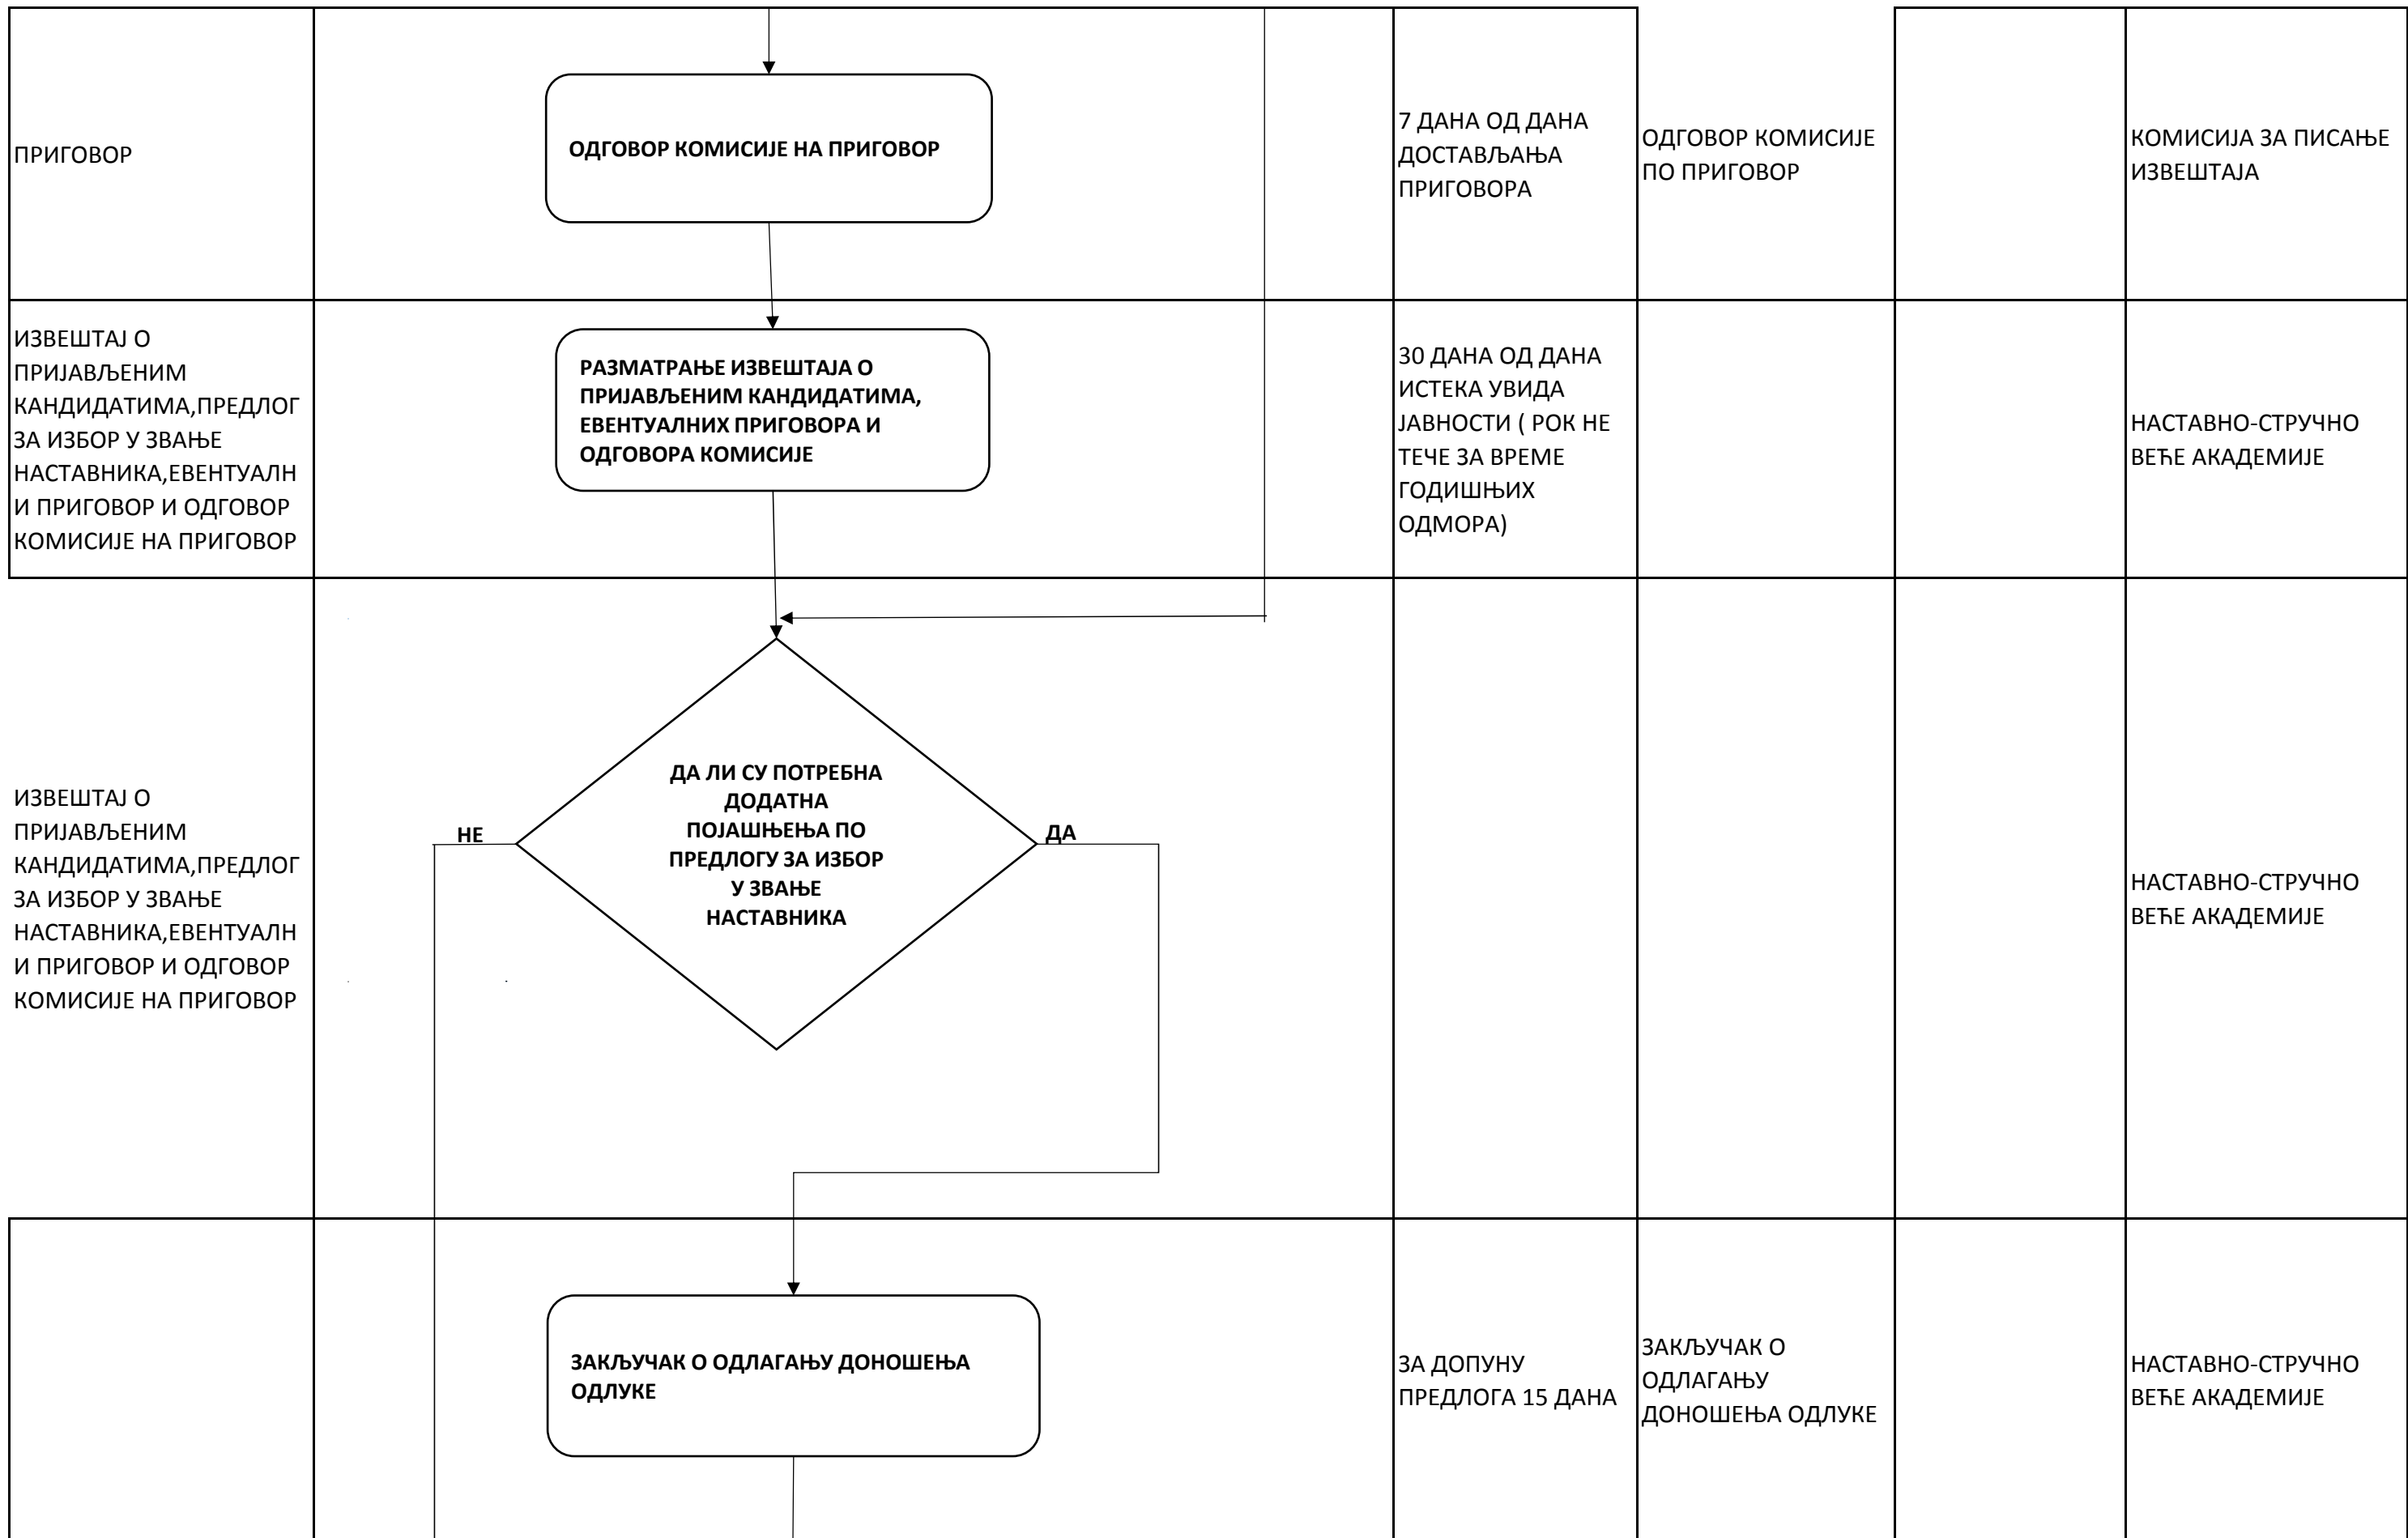 ПРИГОВОР
ОДГОВОР КОМИСИЈЕ НА ПРИГОВОР
7 ДАНА ОД ДАНА
ДОСТАВЉАЊА
ПРИГОВОРА
ОДГОВОР КОМИСИЈЕ
ПО ПРИГОВОР
КОМИСИЈА ЗА ПИСАЊЕ
ИЗВЕШТАЈА
ИЗВЕШТАЈ О
ПРИЈАВЉЕНИМ
КАНДИДАТИМА,ПРЕДЛОГ
ЗА ИЗБОР У ЗВАЊЕ
НАСТАВНИКА,ЕВЕНТУАЛН
И ПРИГОВОР И ОДГОВОР
КОМИСИЈЕ НА ПРИГОВОР
РАЗМАТРАЊЕ ИЗВЕШТАЈА О
ПРИЈАВЉЕНИМ КАНДИДАТИМА,
ЕВЕНТУАЛНИХ ПРИГОВОРА И
ОДГОВОРА КОМИСИЈЕ
30 ДАНА ОД ДАНА
ИСТЕКА УВИДА
ЈАВНОСТИ ( РОК НЕ
ТЕЧЕ ЗА ВРЕМЕ
ГОДИШЊИХ
ОДМОРА)
НАСТАВНО-СТРУЧНО
ВЕЋЕ АКАДЕМИЈЕ
ИЗВЕШТАЈ О
ПРИЈАВЉЕНИМ
КАНДИДАТИМА,ПРЕДЛОГ
ЗА ИЗБОР У ЗВАЊЕ
НАСТАВНИКА,ЕВЕНТУАЛН
И ПРИГОВОР И ОДГОВОР
КОМИСИЈЕ НА ПРИГОВОР
НЕ
ДА ЛИ СУ ПОТРЕБНА
ДОДАТНА
ПОЈАШЊЕЊА ПО
ПРЕДЛОГУ ЗА ИЗБОР
У ЗВАЊЕ
НАСТАВНИКА
ДА
НАСТАВНО-СТРУЧНО
ВЕЋЕ АКАДЕМИЈЕ
ЗАКЉУЧАК О ОДЛАГАЊУ ДОНОШЕЊА
ОДЛУКЕ
ЗА ДОПУНУ
ПРЕДЛОГА 15 ДАНА
ЗАКЉУЧАК О
ОДЛАГАЊУ
ДОНОШЕЊА ОДЛУКЕ
НАСТАВНО-СТРУЧНО
ВЕЋЕ АКАДЕМИЈЕ